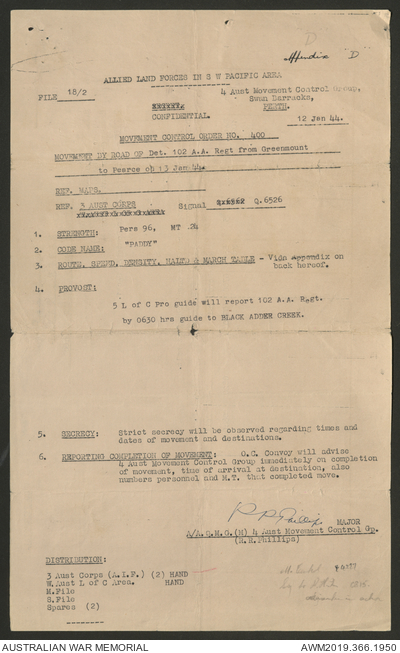 Appendix D
ALLIED LAND FORCES IN S W PACIFIC AREA
FILE 18/2
4 Aust Movement Control Group,
Swan Barracks,
PERTH.
CONFIDENTIAL.
12 Jan 44.
MOVEMENT CONTROL ORDER NO. 400
MOVEMENT BY ROAD OF Det. 102 A.A. Regt from Greenmount
to Pearce on 13 Jan 44.
REF. MAPS.
REF. 3 AUST CORPS Signal Q.6526
1. STRENGTH: Pers 96, MT 24
2. CODE NAME: "PADDY"
3. ROUTE, SPEED, DENSITY, HALTS & MARCH TABLE - Vide Appendix on
back hereof.
4. PROVOST:
5 L of C Pro guide will report 102 A.A. Regt.
by 0630 hrs guide to BLACK ADDER CREEK.
5. SECRECY: Strict secrecy will be observed regarding times and
dates of movement and destinations.
6. REPORTING COMPLETION OF MOVEMENT: O.C. Convoy will advise
4 Aust Movement Control Group immediately on completion
of movement, time of arrival at destination, also
numbers personnel and M.T. that completed move.
R R Phillips MAJOR
A/A.Q.M.G.(M) 4 Aust Movement Control Gp.
(R.R.Phillips)
DISTRIBUTION:
3 Aust Corps (A.I.F.) (2) HAND
W.Aust L of C Area. HAND
M.File
S.File
Spares (2)
AUSTRALIAN WAR MEMORIAL
AWM2019.366.1950